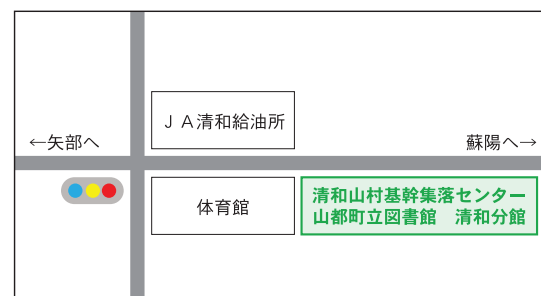 JA清和給油所
←矢部へ
蘇陽へ→
体育館
清和山村基幹集落センター
山都町立図書館　清和分館